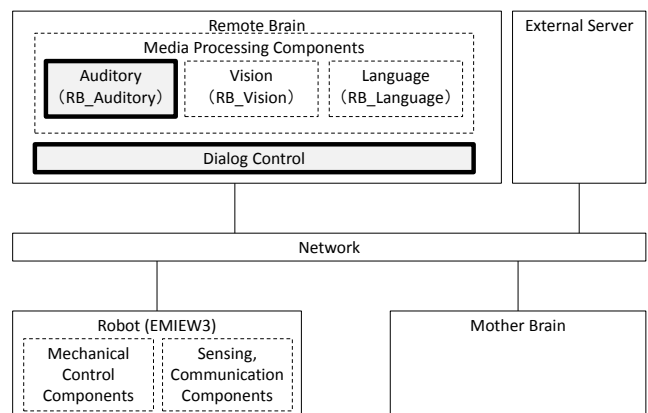 Remote Brain
External Server
Media Processing Components
Auditory
（RB_Auditory）
Vision
（RB_Vision）
Language
（RB_Language）
Dialog Control
Network
Robot (EMIEW3)
Mother Brain
Mechanical
Control
Components
Sensing,
Communication
Components